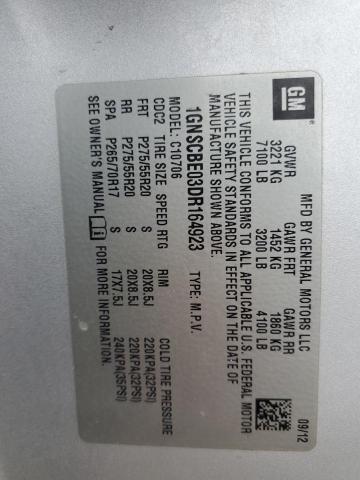 GM
MFD BY GENERAL MOTORS LLC
09/12
GVWR GAWR FRT GAWR RR
3221 KG 1452 KG 1860 KG
7100 LB 3200 LB 4100 LB
THIS VEHICLE CONFORMS TO ALL APPLICABLE U.S. FEDERAL MOTOR
VEHICLE SAFETY STANDARDS IN EFFECT ON THE DATE OF
MANUFACTURE SHOWN ABOVE.
1GNSCBE03DR164923 TYPE: M.P.V.
MODEL: C10706
CDC2 TIRE SIZE SPEED RTG RIM COLD TIRE PRESSURE
FRT P275/55R20 S 20X8.5J 220KPA(32PSI)
RR P275/55R20 S 20X8.5J 220KPA(32PSI)
SPA P265/70R17 S 17X7.5J 240KPA(35PSI)
SEE OWNER'S MANUAL FOR MORE INFORMATION.